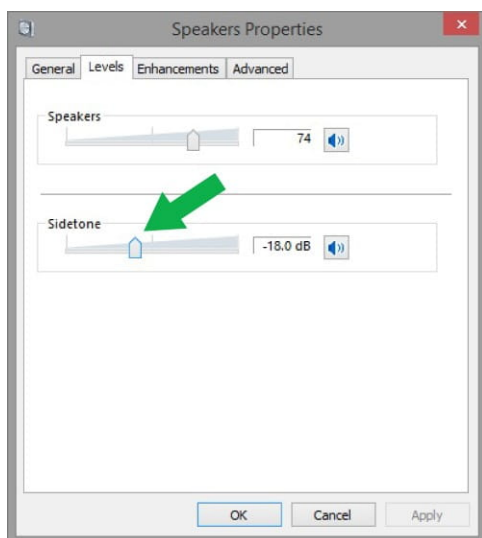 Speakers Properties
General Levels Enhancements Advanced
Speakers
74
Sidetone
-18.0 dB
OK Cancel Apply